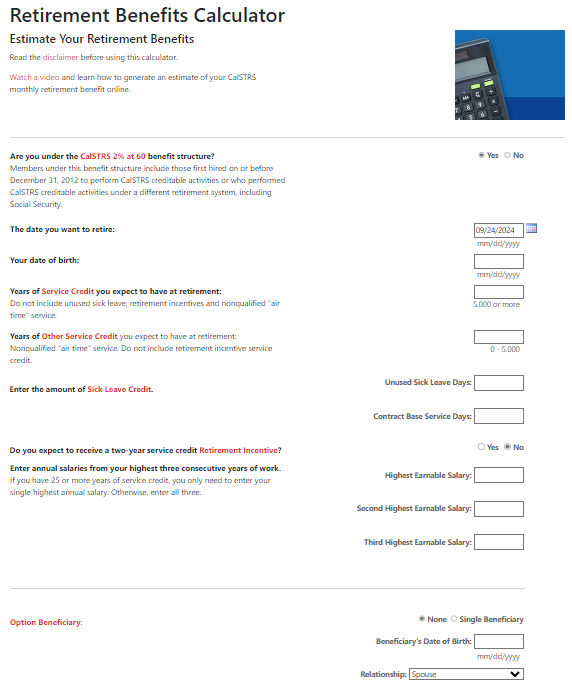 Retirement Benefits Calculator
Estimate Your Retirement Benefits
Read the disclaimer before using this calculator.
Watch a video and learn how to generate an estimate of your CalSTRS
monthly retirement benefit online.
Are you under the CalSTRS 2% at 60 benefit structure?
Yes No
Members under this benefit structure include those first hired on or before
December 31, 2012 to perform CalSTRS creditable activities or who performed
CalSTRS creditable activities under a different retirement system, including
Social Security.
The date you want to retire:
09/24/2024
mm/dd/yyyy
Your date of birth:
mm/dd/yyyy
Years of Service Credit you expect to have at retirement:
Do not include unused sick leave, retirement incentives and nonqualified "air
time" service.
5.000 or more
Years of Other Service Credit you expect to have at retirement:
Nonqualified "air time" service. Do not include retirement incentive service
credit.
0 - 5.000
Enter the amount of Sick Leave Credit.
Unused Sick Leave Days:
Contract Base Service Days:
Do you expect to receive a two-year service credit Retirement Incentive?
Yes No
Enter annual salaries from your highest three consecutive years of work.
If you have 25 or more years of service credit, you only need to enter your
single highest annual salary. Otherwise, enter all three.
Highest Earnable Salary:
Second Highest Earnable Salary:
Third Highest Earnable Salary:
Option Beneficiary:
None Single Beneficiary
Beneficiary's Date of Birth:
mm/dd/yyyy
Relationship: Spouse